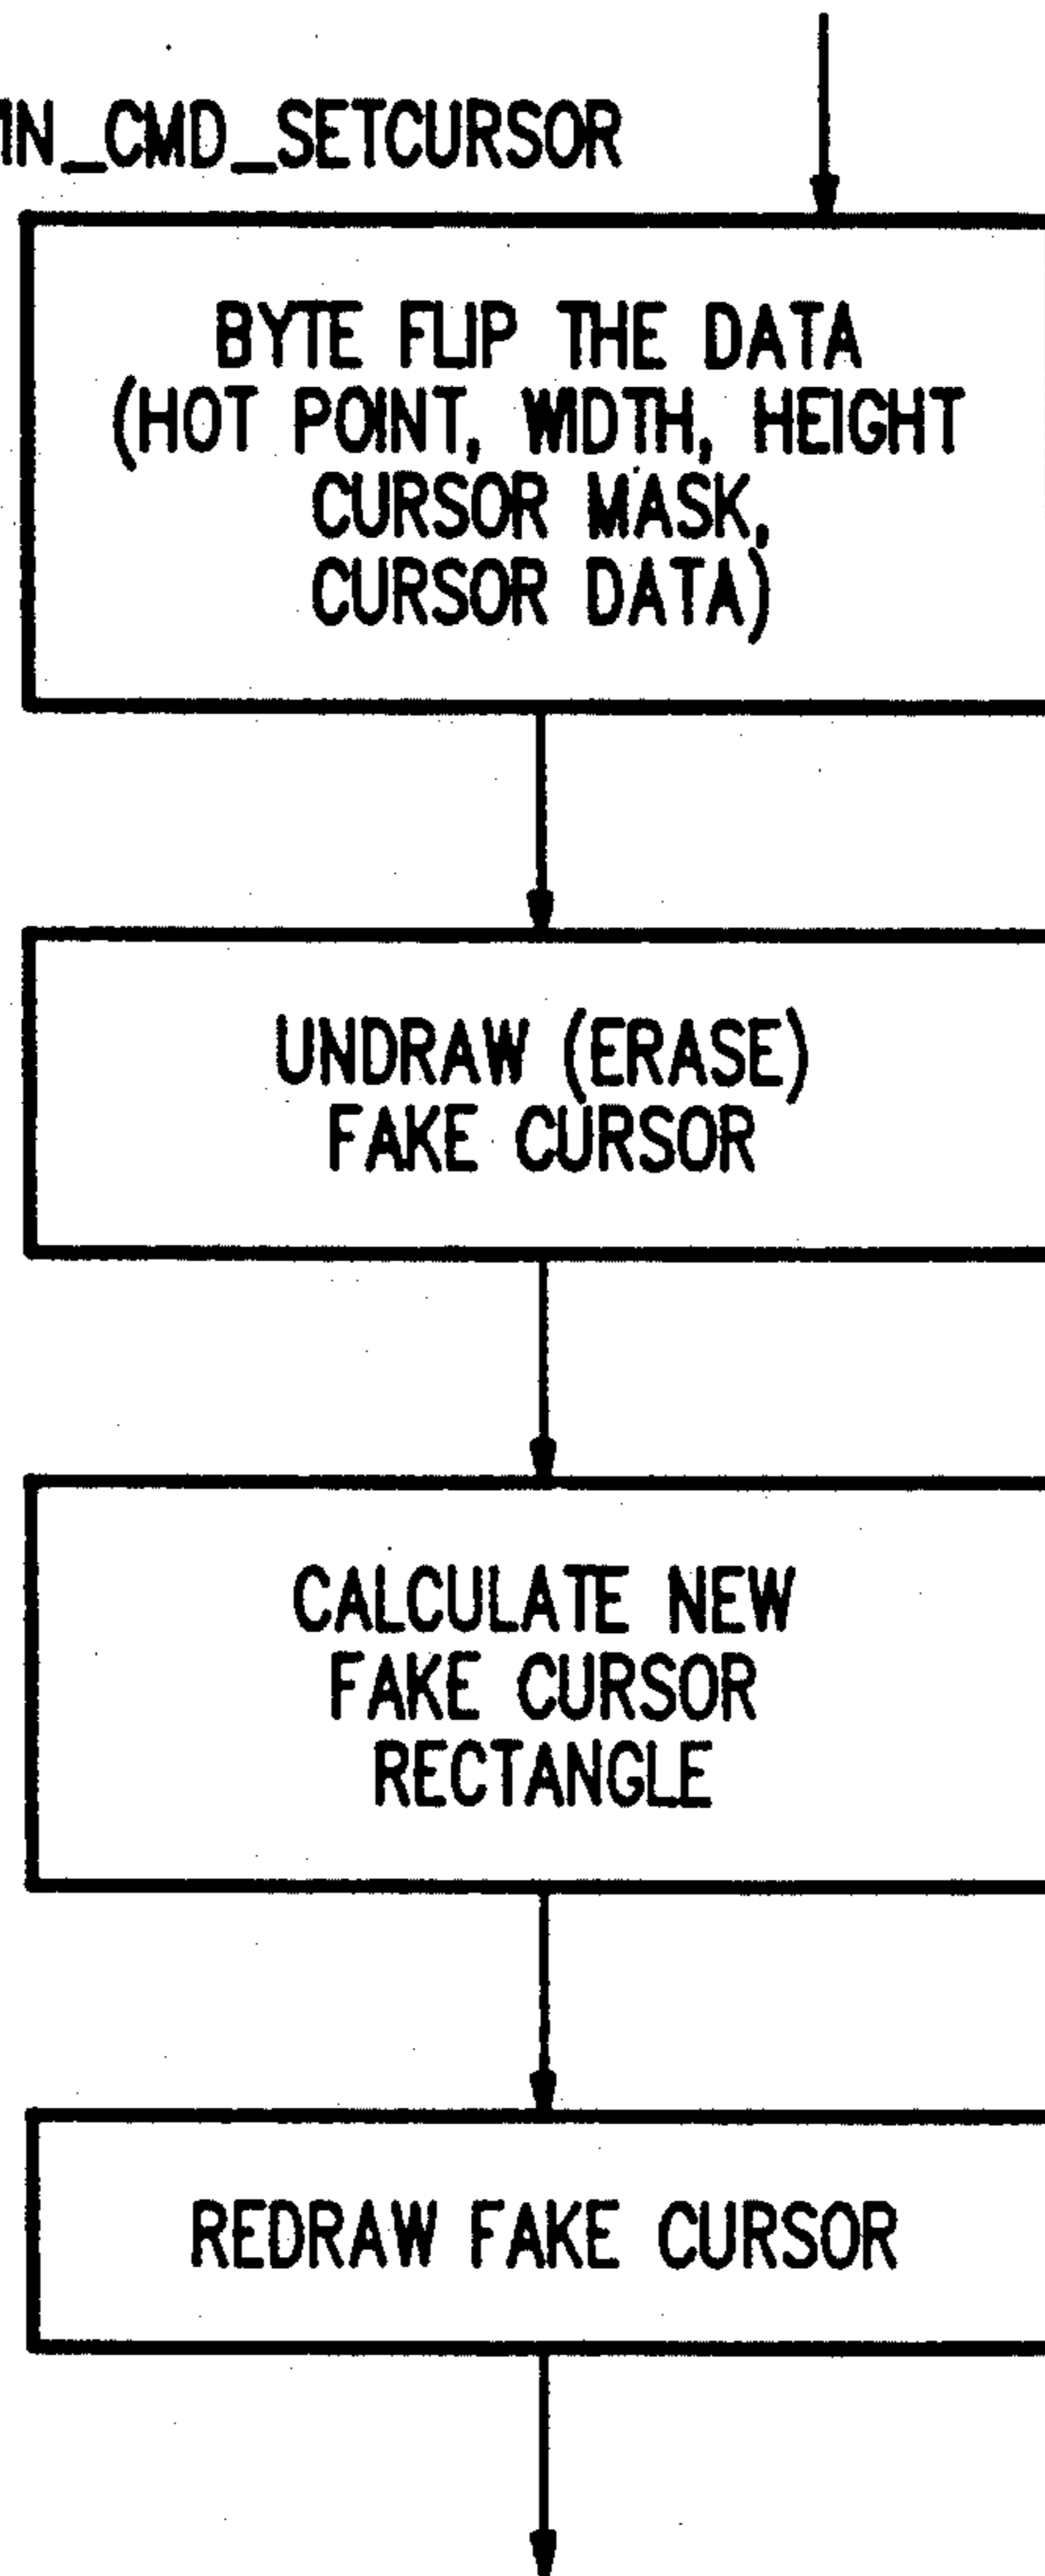 IN_CMD_SETCURSOR
BYTE FLIP THE DATA
(HOT POINT, WIDTH, HEIGHT
CURSOR MASK,
CURSOR DATA)
UNDRAW (ERASE)
FAKE CURSOR
CALCULATE NEW
FAKE CURSOR
RECTANGLE
REDRAW FAKE CURSOR